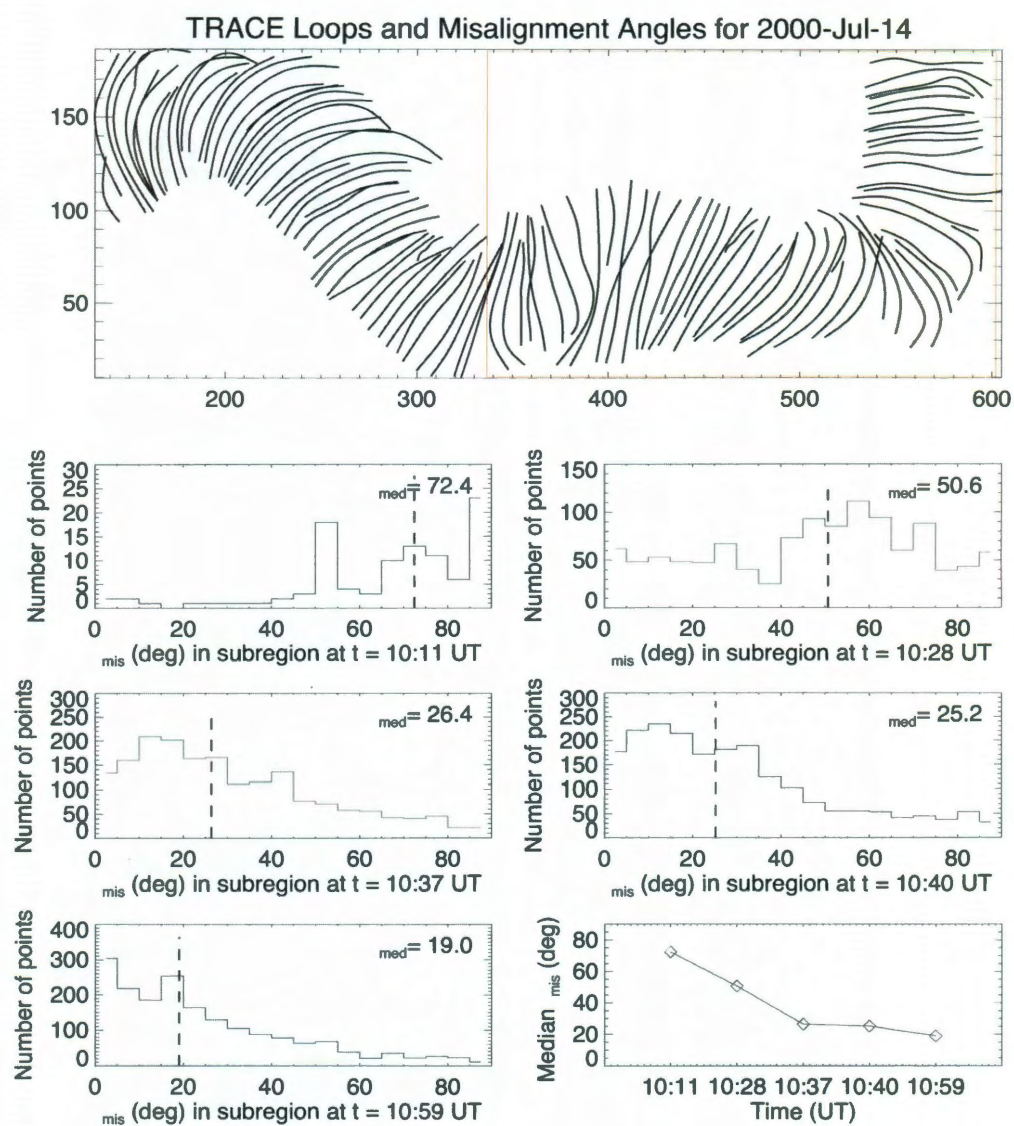 TRACE Loops and Misalignment Angles for 2000-Jul-14
150
100
50
200 300 400 500 600
Number of points
30
25
20
15
10
5
0
med= 72.4
0 20 40 60 80
mis (deg) in subregion at t = 10:11 UT
Number of points
150
100
50
0
med= 50.6
0 20 40 60 80
mis (deg) in subregion at t = 10:28 UT
Number of points
300
250
200
150
100
50
0
med= 26.4
0 20 40 60 80
mis (deg) in subregion at t = 10:37 UT
Number of points
300
250
200
150
100
50
0
med= 25.2
0 20 40 60 80
mis (deg) in subregion at t = 10:40 UT
Number of points
400
300
200
100
0
med= 19.0
0 20 40 60 80
mis (deg) in subregion at t = 10:59 UT
Median mis (deg)
80
60
40
20
0
10:11 10:28 10:37 10:40 10:59
Time (UT)